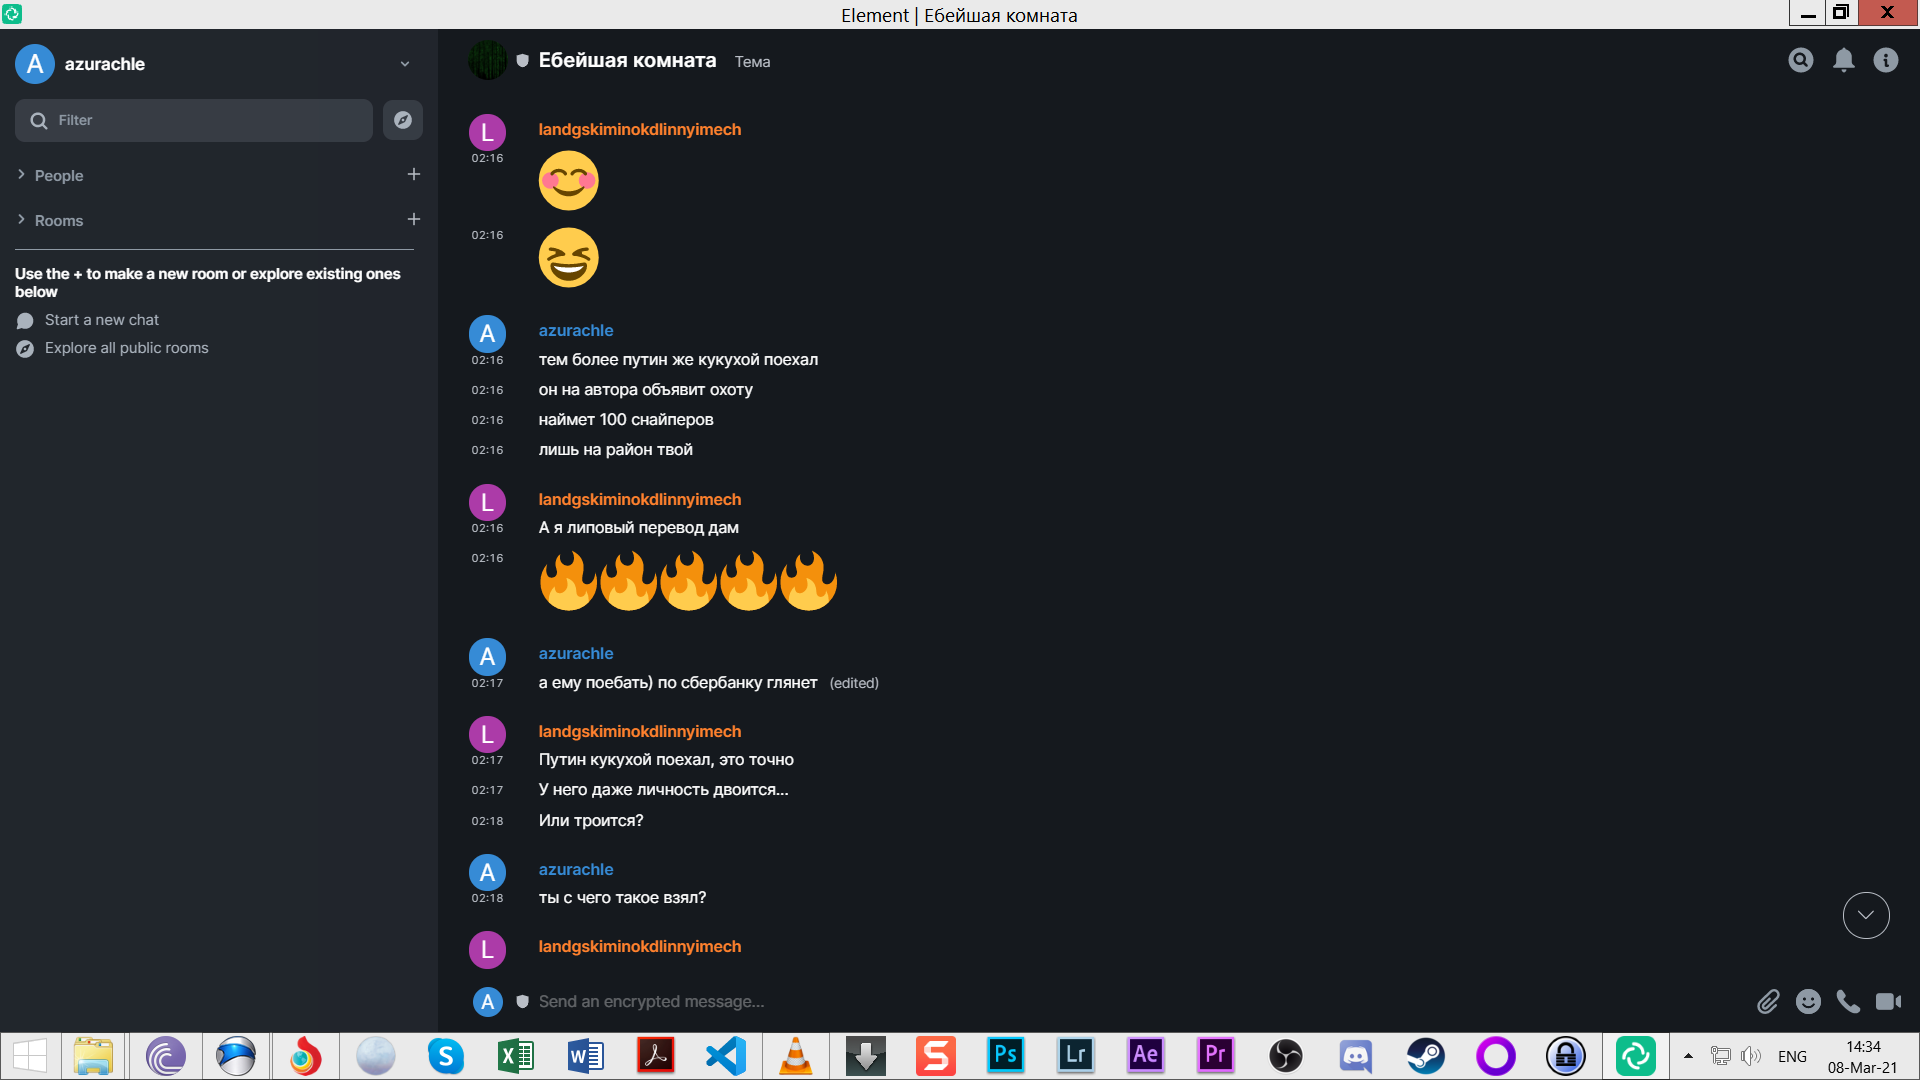 Element | Ебейшая комната
A azurachle
Filter
People
Rooms
Use the + to make a new room or explore existing ones
below
Start a new chat
Explore all public rooms
Ебейшая комната Тема
L landgskiminokdlinnyimech
02:16
02:16
A azurachle
02:16 тем более путин же кукухой поехал
02:16 он на автора объявит охоту
02:16 наймет 100 снайперов
02:16 лишь на район твой
L landgskiminokdlinnyimech
02:16 А я липовый перевод дам
02:16
A azurachle
02:17 а ему поебать) по сбербанку глянет (edited)
L landgskiminokdlinnyimech
02:17 Путин кукухой поехал, это точно
02:17 У него даже личность двоится...
02:18 Или троится?
A azurachle
02:18 ты с чего такое взял?
L landgskiminokdlinnyimech
A Send an encrypted message...
S X W S Ps Lr Ae Pr ENG 14:34
08-Mar-21